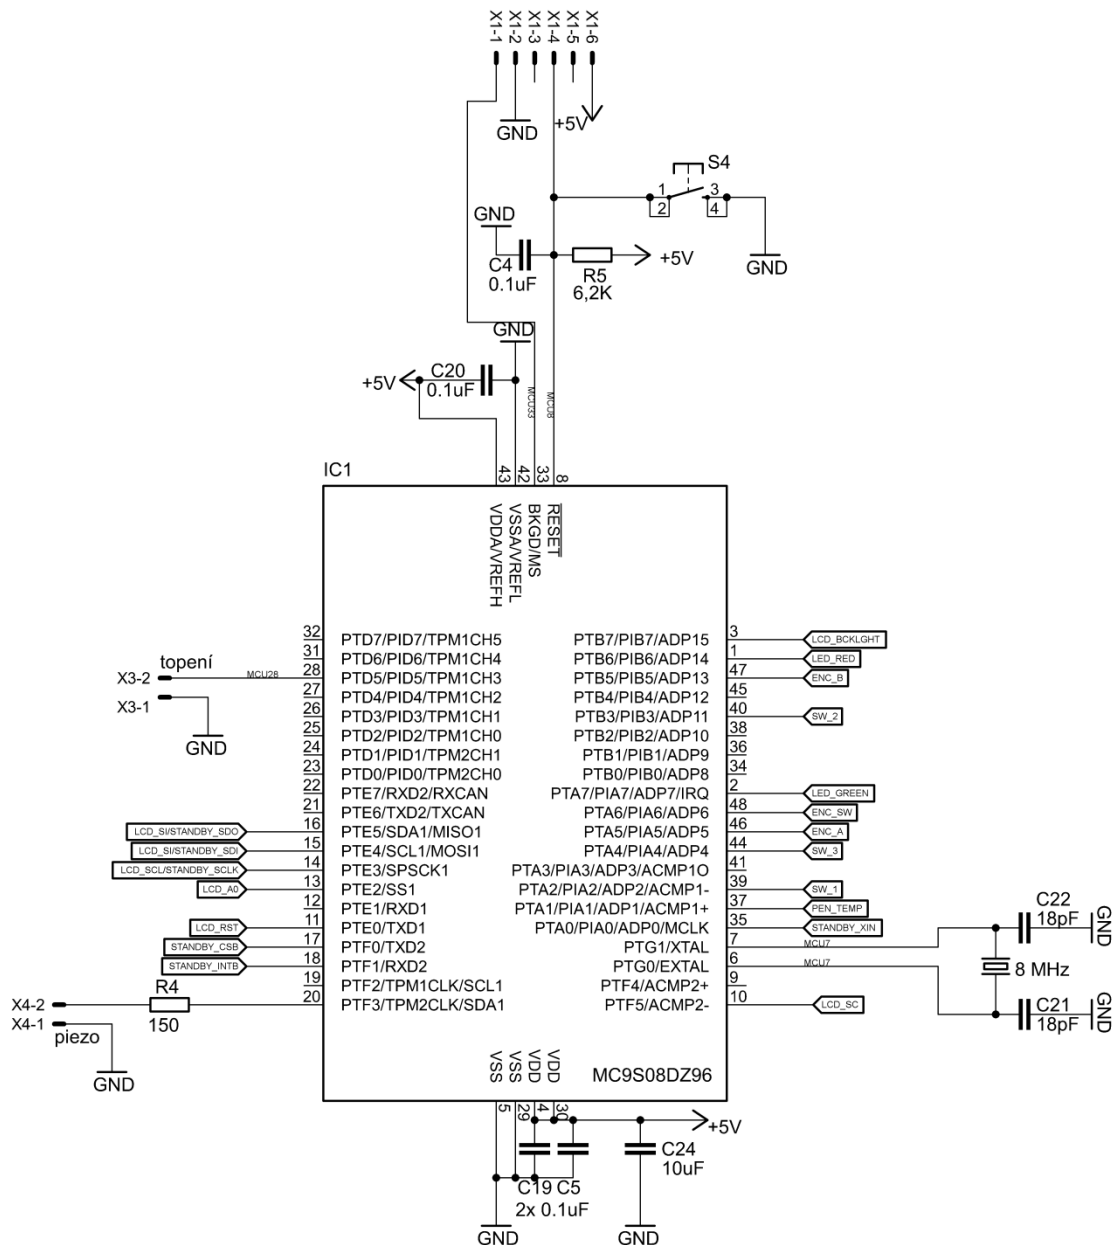 X1-1
X1-2
X1-3
X1-4
X1-5
X1-6
GND
+5V
S4
1
2
3
4
GND
GND
C4
0.1uF
R5
6,2K
+5V
GND
+5V
C20
0.1uF
MCU33
MCU8
IC1
43
42
33
8
VDDA/VREFH
VSSA/VREFL
BKGD/MS
RESET
32 PTD7/PID7/TPM1CH5
31 PTD6/PID6/TPM1CH4
X3-2 topení MCU28 28 PTD5/PID5/TPM1CH3
27 PTD4/PID4/TPM1CH2
X3-1
GND
26 PTD3/PID3/TPM1CH1
25 PTD2/PID2/TPM1CH0
24 PTD1/PID1/TPM2CH1
23 PTD0/PID0/TPM2CH0
22 PTE7/RXD2/RXCAN
21 PTE6/TXD2/TXCAN
LCD_SI/STANDBY_SDO 16 PTE5/SDA1/MISO1
LCD_SI/STANDBY_SDI 15 PTE4/SCL1/MOSI1
LCD_SCL/STANDBY_SCLK 14 PTE3/SPSCK1
LCD_A0 13 PTE2/SS1
12 PTE1/RXD1
LCD_RST 11 PTE0/TXD1
STANDBY_CSB 17 PTF0/TXD2
STANDBY_INTB 18 PTF1/RXD2
19 PTF2/TPM1CLK/SCL1
X4-2 R4 150 20 PTF3/TPM2CLK/SDA1
X4-1
piezo
GND
PTB7/PIB7/ADP15 3 LCD_BCKLGHT
PTB6/PIB6/ADP14 1 LED_RED
PTB5/PIB5/ADP13 47 ENC_B
PTB4/PIB4/ADP12 45
PTB3/PIB3/ADP11 40 SW_2
PTB2/PIB2/ADP10 38
PTB1/PIB1/ADP9 36
PTB0/PIB0/ADP8 34
PTA7/PIA7/ADP7/IRQ 2 LED_GREEN
PTA6/PIA6/ADP6 48 ENC_SW
PTA5/PIA5/ADP5 46 ENC_A
PTA4/PIA4/ADP4 44 SW_3
PTA3/PIA3/ADP3/ACMP1O 41
PTA2/PIA2/ADP2/ACMP1- 39 SW_1
PTA1/PIA1/ADP1/ACMP1+ 37 PEN_TEMP
PTA0/PIA0/ADP0/MCLK 35 STANDBY_XIN
PTG1/XTAL 7 MCU7
PTG0/EXTAL 6 MCU7
PTF4/ACMP2+ 9
PTF5/ACMP2- 10 LCD_SC
C22
18pF
GND
8 MHz
C21
18pF
GND
VSS
VSS
VDD
VDD
MC9S08DZ96
5
29
4
30
+5V
C19 C5
2x 0.1uF
C24
10uF
GND
GND